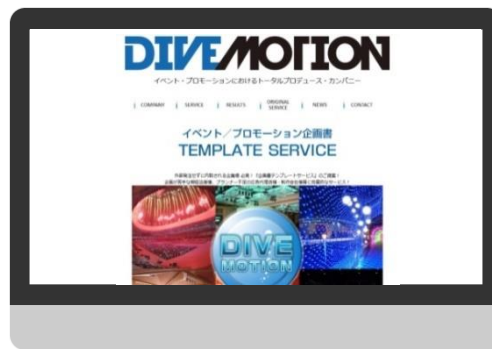 DIVE/MOTION
イベント・プロモーションにおけるトータルプロデュース・カンパニー
COMPANY SERVICE RESULTS ORIGINAL SERVICE NEWS CONTACT
イベント／プロモーション企画書
TEMPLATE SERVICE
DIVE
MOTION